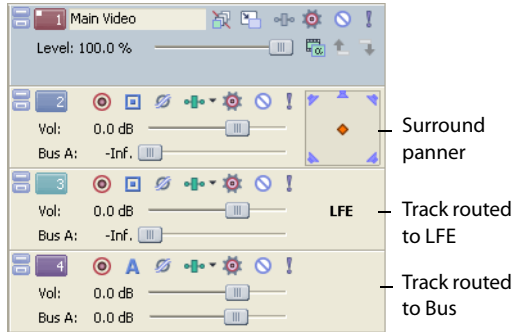 1 Main Video
Level: 100.0 %
α
2
Vol: 0.0 dB
Bus A: -Inf.
Surround
panner
3
Vol: 0.0 dB
Bus A: -Inf.
LFE
Track routed
to LFE
4
A
Vol: 0.0 dB
Bus A: 0.0 dB
Track routed
to Bus